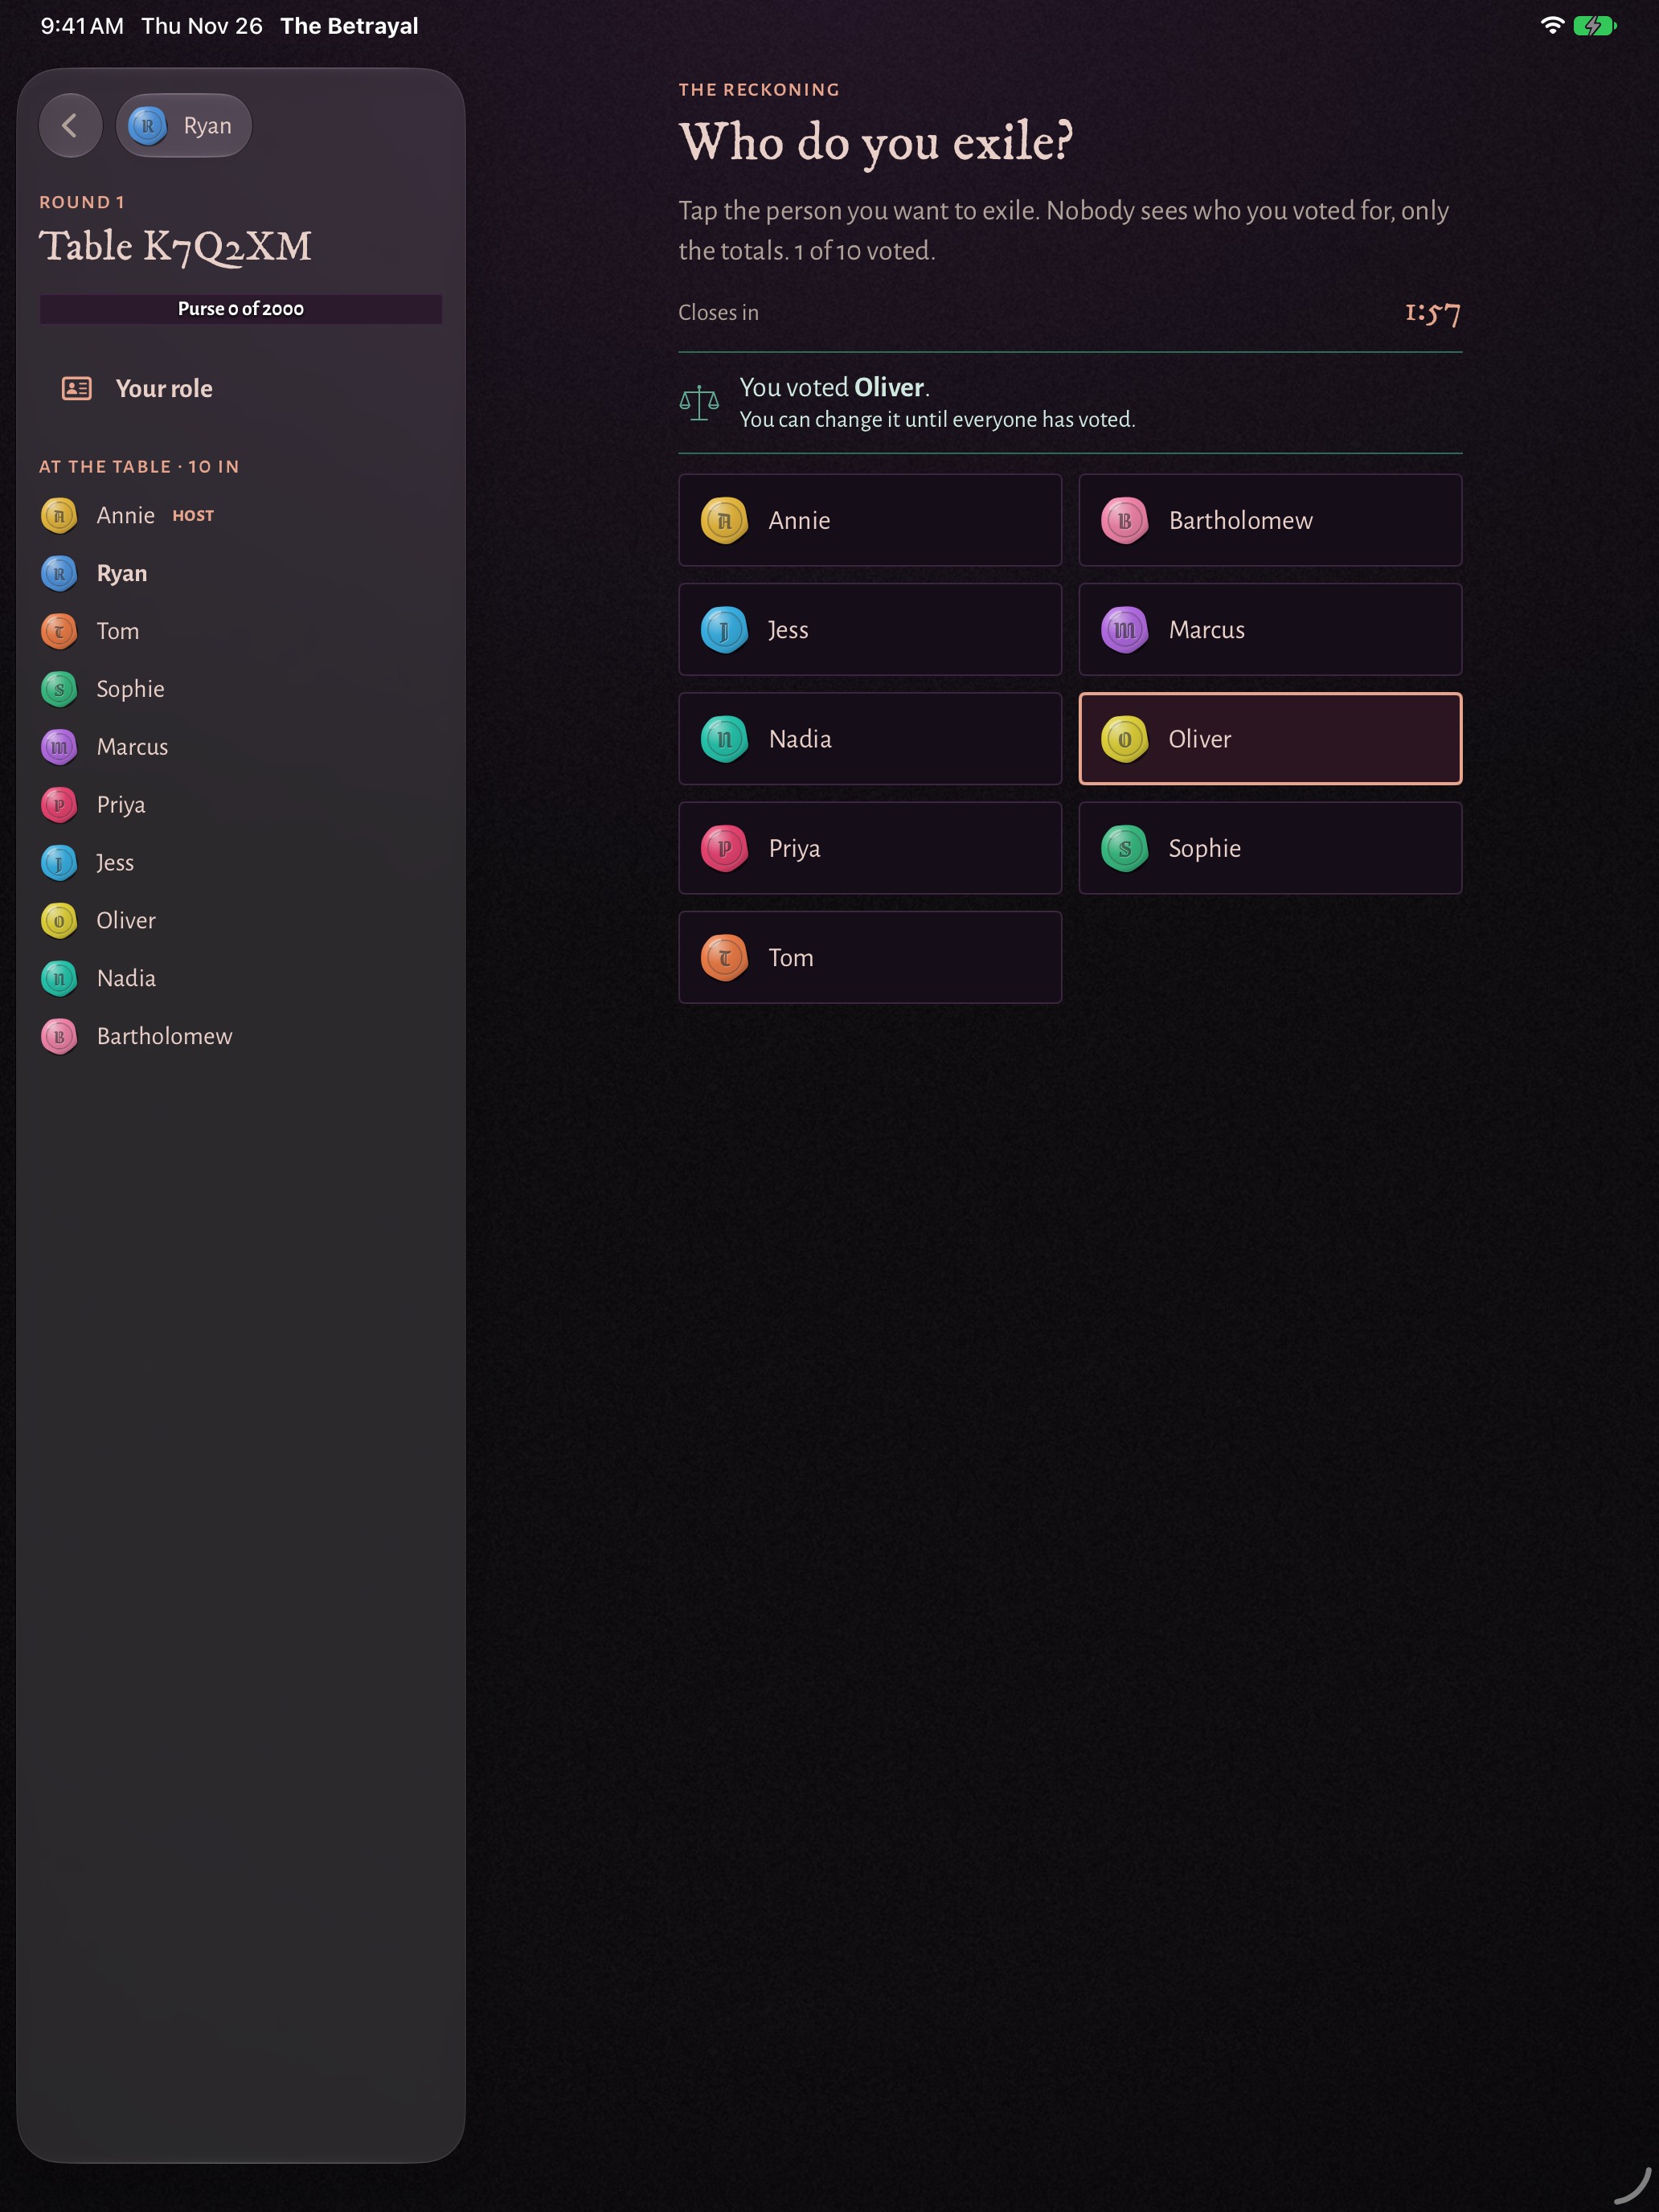 9:41 AM Thu Nov 26 The Betrayal
R Ryan
ROUND 1
Table K7Q2XM
Purse 0 of 2000
Your role
AT THE TABLE · 10 IN
A Annie HOST
R Ryan
T Tom
S Sophie
M Marcus
P Priya
J Jess
O Oliver
N Nadia
B Bartholomew
THE RECKONING
Who do you exile?
Tap the person you want to exile. Nobody sees who you voted for, only
the totals. 1 of 10 voted.
Closes in 1:57
You voted Oliver.
You can change it until everyone has voted.
A Annie
B Bartholomew
J Jess
M Marcus
N Nadia
O Oliver
P Priya
S Sophie
T Tom